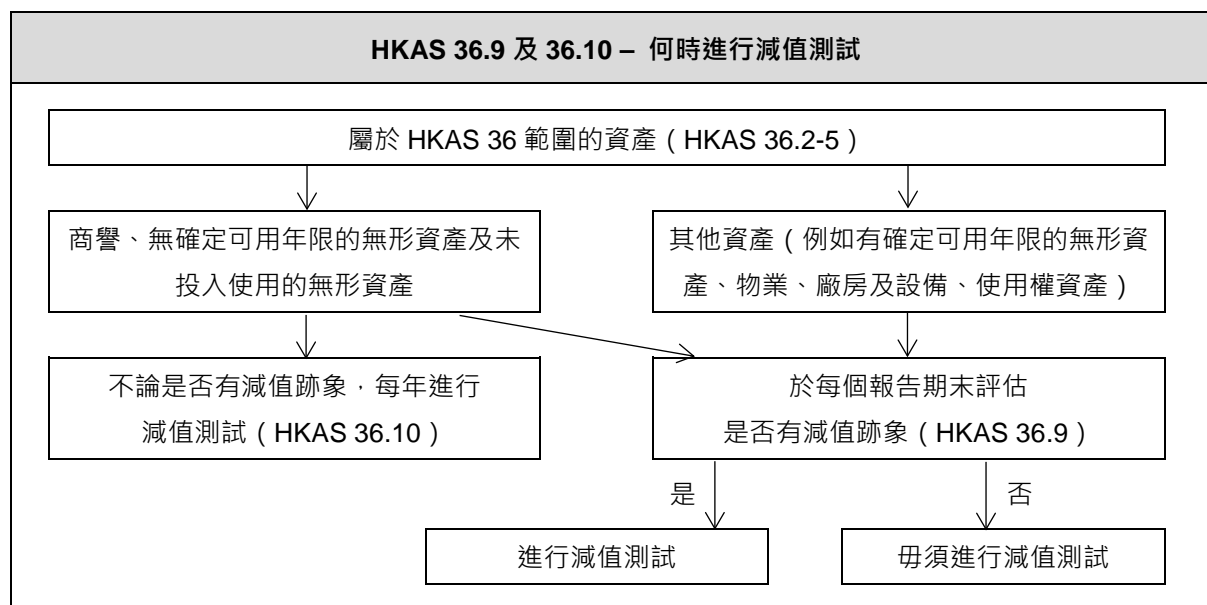 HKAS 36.9 及 36.10 – 何時進行減值測試
屬於 HKAS 36 範圍的資產（HKAS 36.2-5）
商譽、無確定可用年限的無形資產及未
投入使用的無形資產
其他資產（例如有確定可用年限的無形資
產、物業、廠房及設備、使用權資產）
不論是否有減值跡象，每年進行
減值測試（HKAS 36.10）
於每個報告期末評估
是否有減值跡象（HKAS 36.9）
是
否
進行減值測試
毋須進行減值測試